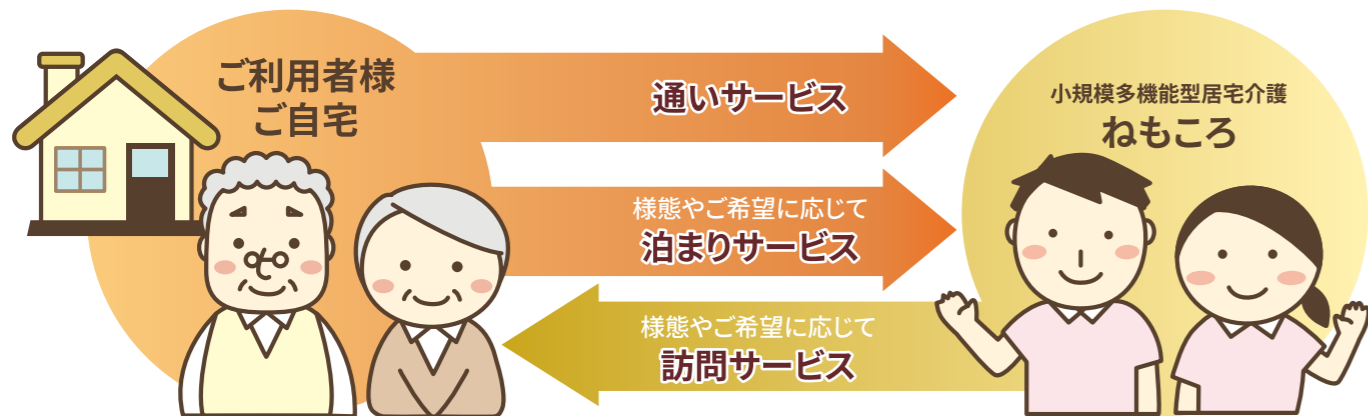 ご利用者様
ご自宅
通いサービス
様態やご希望に応じて
泊まりサービス
様態やご希望に応じて
訪問サービス
小規模多機能型居宅介護
ねもころ